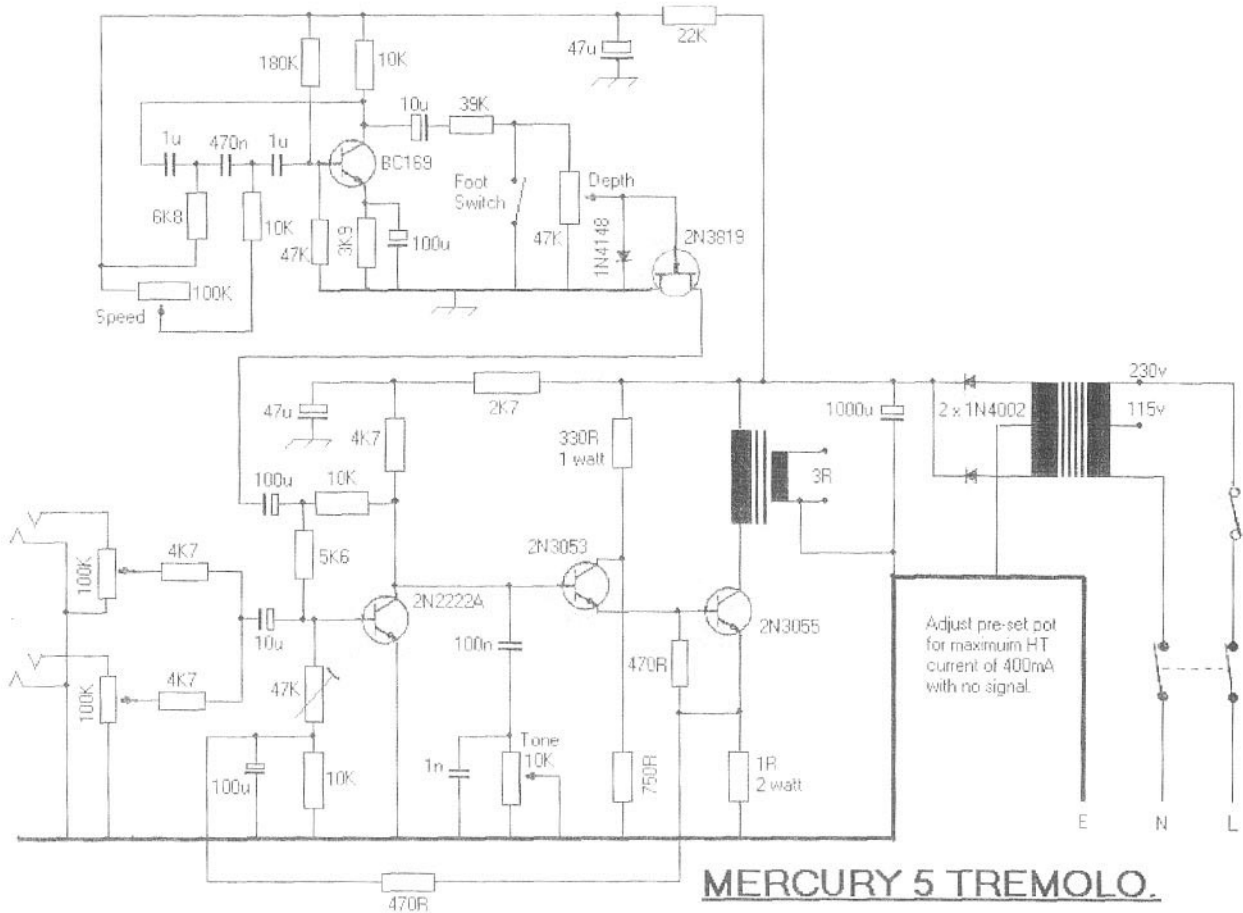 22K
47u
180K
10K
10u
39K
1u
470n
1u
BC169
Foot
Switch
Depth
6K8
10K
47K
3K9
100u
47K
1N4148
2N3819
100K
Speed
230v
115v
2K7
47u
4K7
330R
1 watt
1000u
2 x 1N4002
3R
100u
10K
5K6
2N3053
4K7
100K
2N2222A
2N3055
10u
100n
470R
Adjust pre-set pot
for maximuim HT
current of 400mA
with no signal.
4K7
100K
47K
Tone
10K
100u
10K
1n
750R
1R
2 watt
E
N
L
470R
MERCURY 5 TREMOLO.